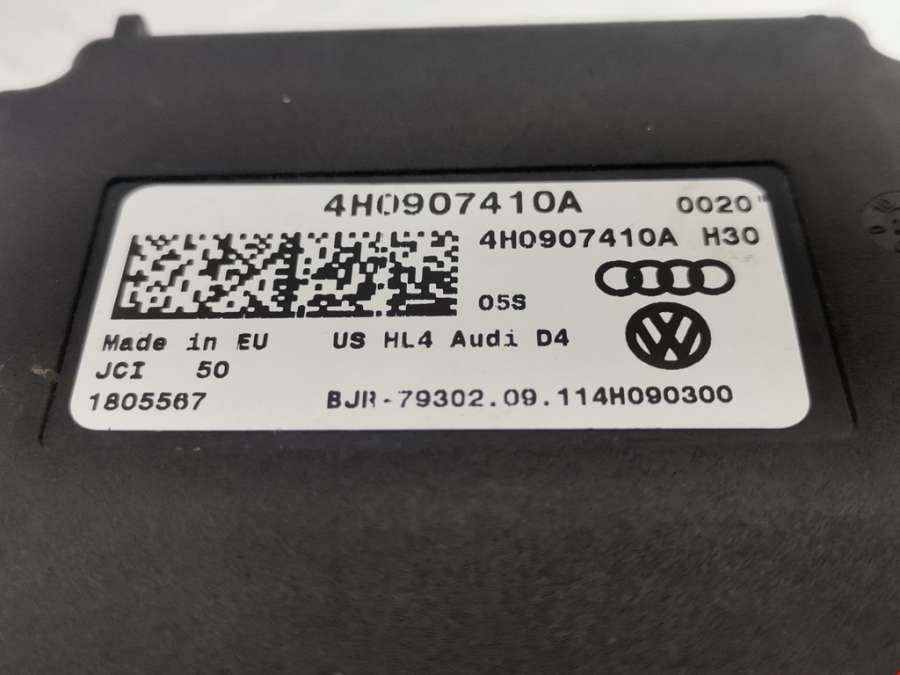 4H0907410A 0020
4H0907410A H30
05S
Made in EU US HL4 Audi D4
JCI 50
1805567 BJR-79302.09.114H090300